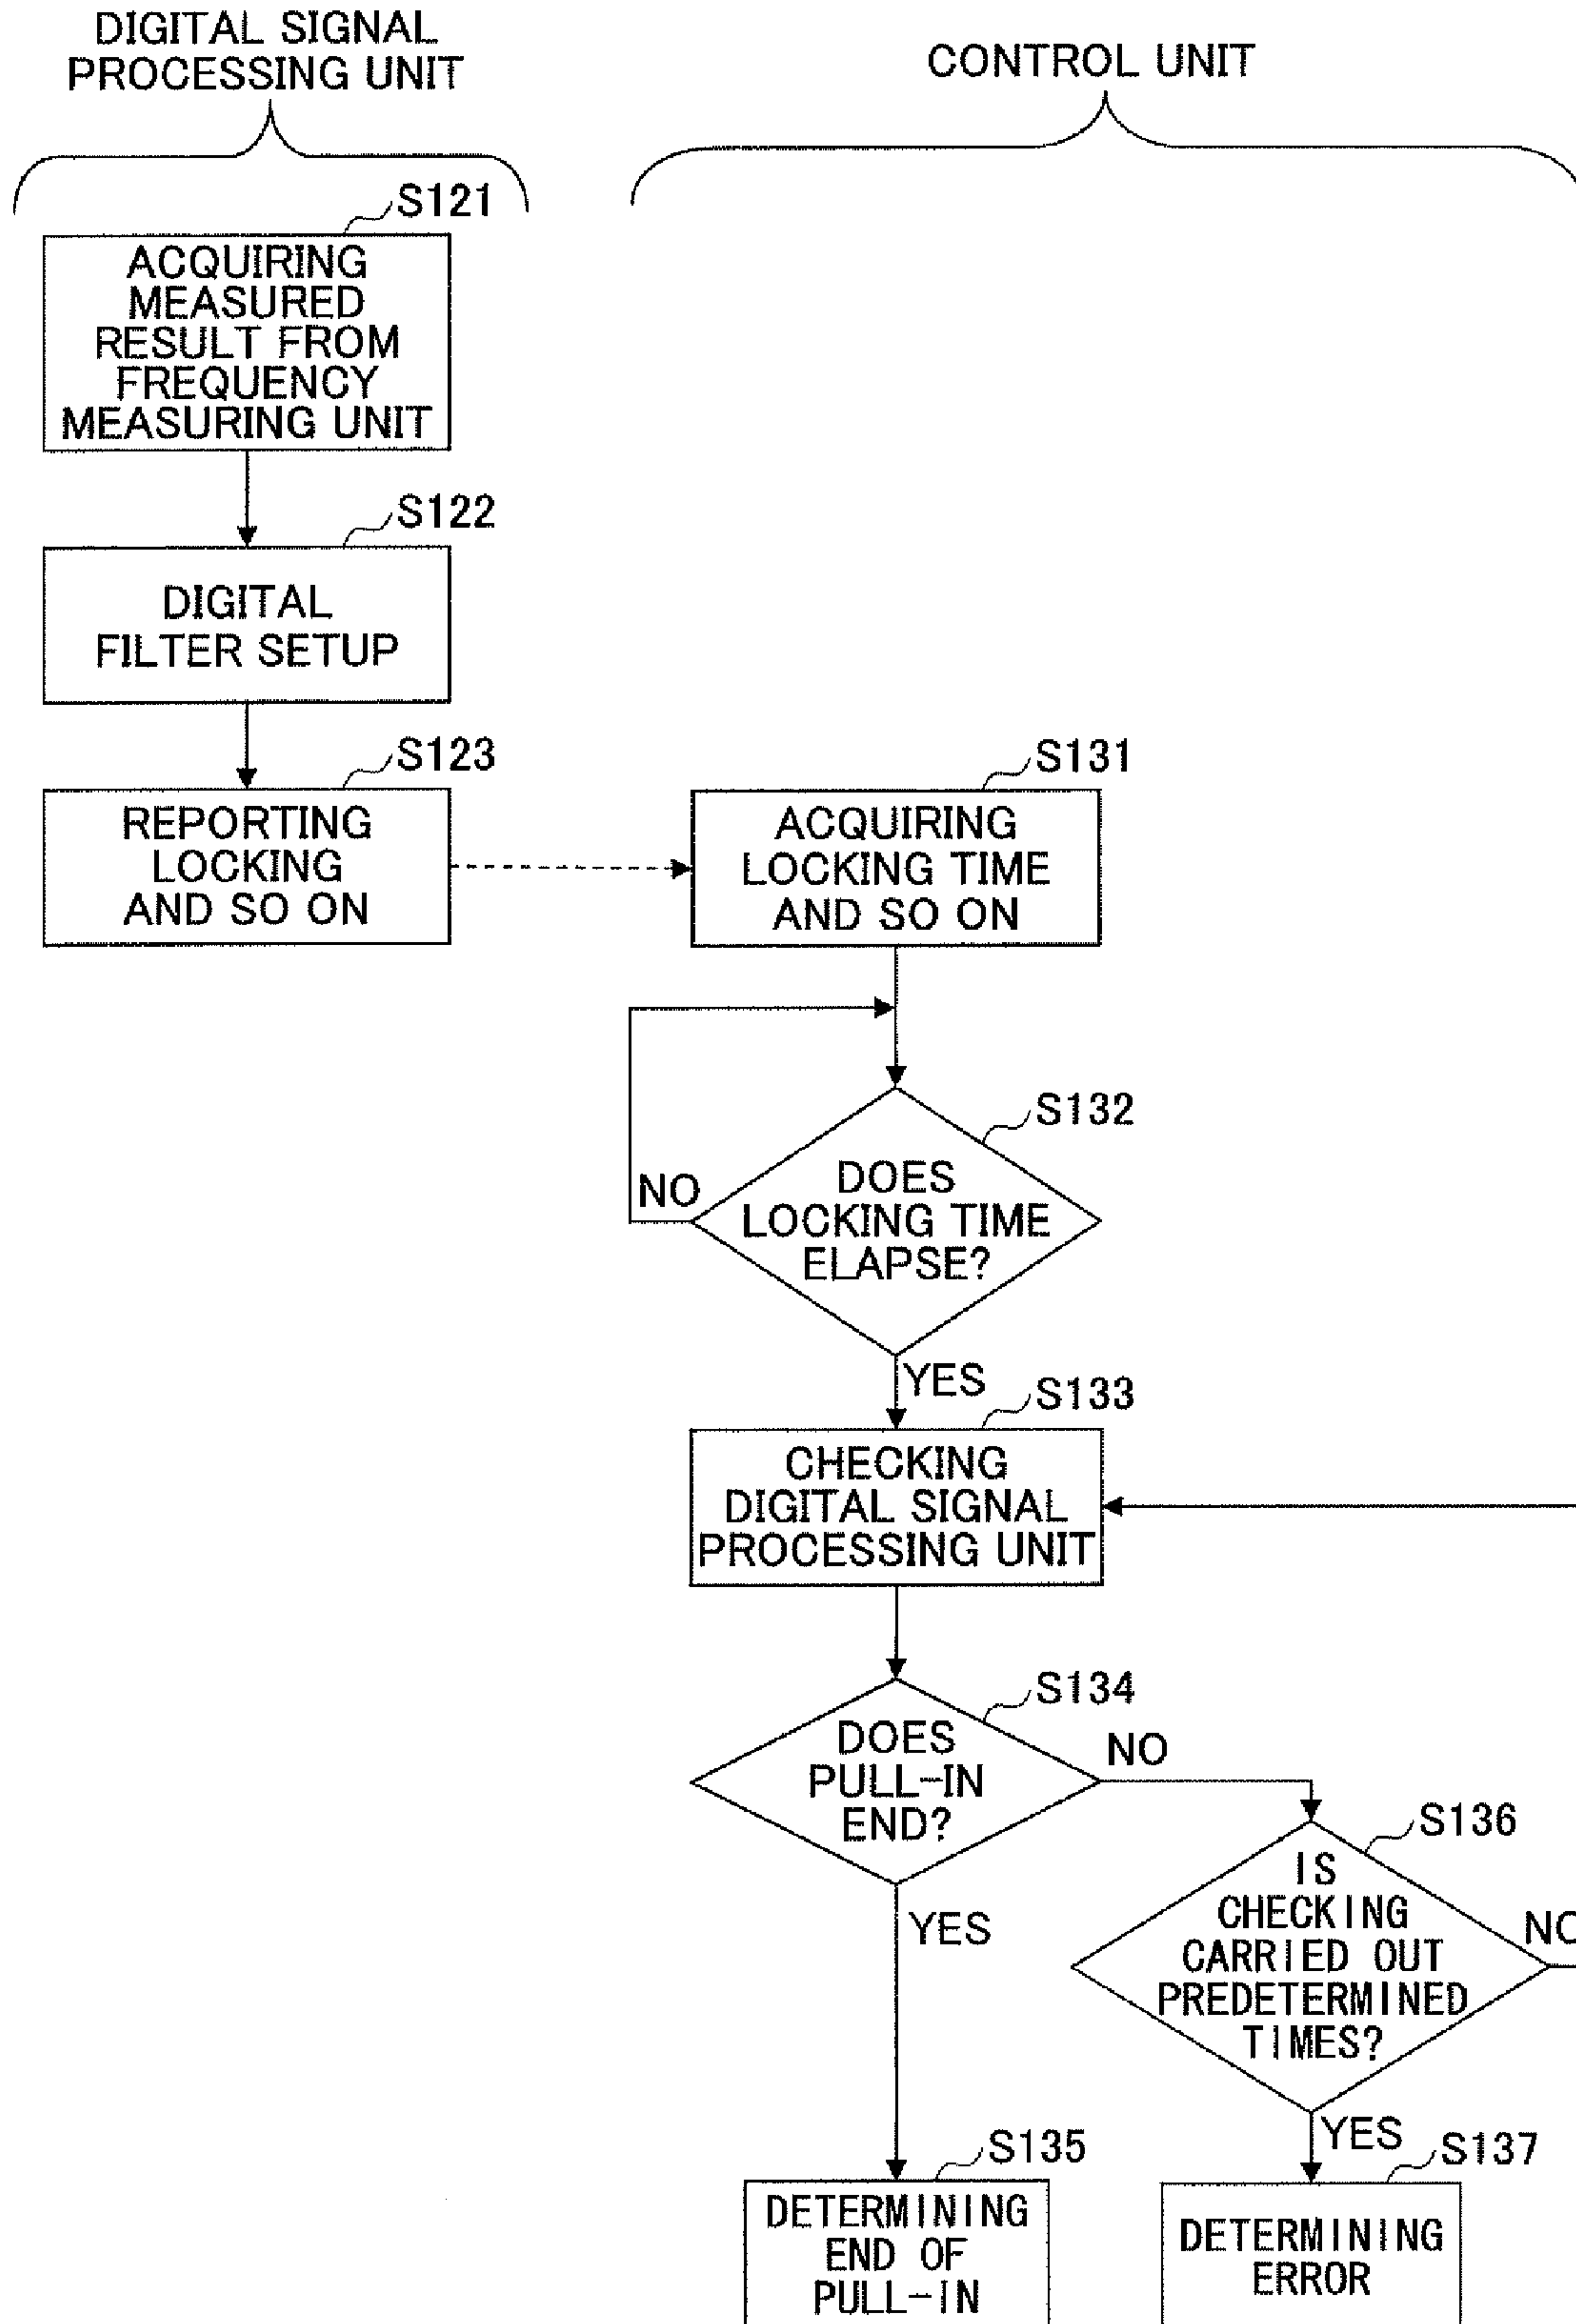 DIGITAL SIGNAL
PROCESSING UNIT
CONTROL UNIT
S121
ACQUIRING
MEASURED
RESULT FROM
FREQUENCY
MEASURING UNIT
S122
DIGITAL
FILTER SETUP
S123
REPORTING
LOCKING
AND SO ON
S131
ACQUIRING
LOCKING TIME
AND SO ON
S132
DOES
LOCKING TIME
ELAPSE?
NO
YES
S133
CHECKING
DIGITAL SIGNAL
PROCESSING UNIT
S134
DOES
PULL-IN
END?
NO
YES
S136
IS
CHECKING
CARRIED OUT
PREDETERMINED
TIMES?
NO
YES
S135
DETERMINING
END OF
PULL-IN
S137
DETERMINING
ERROR